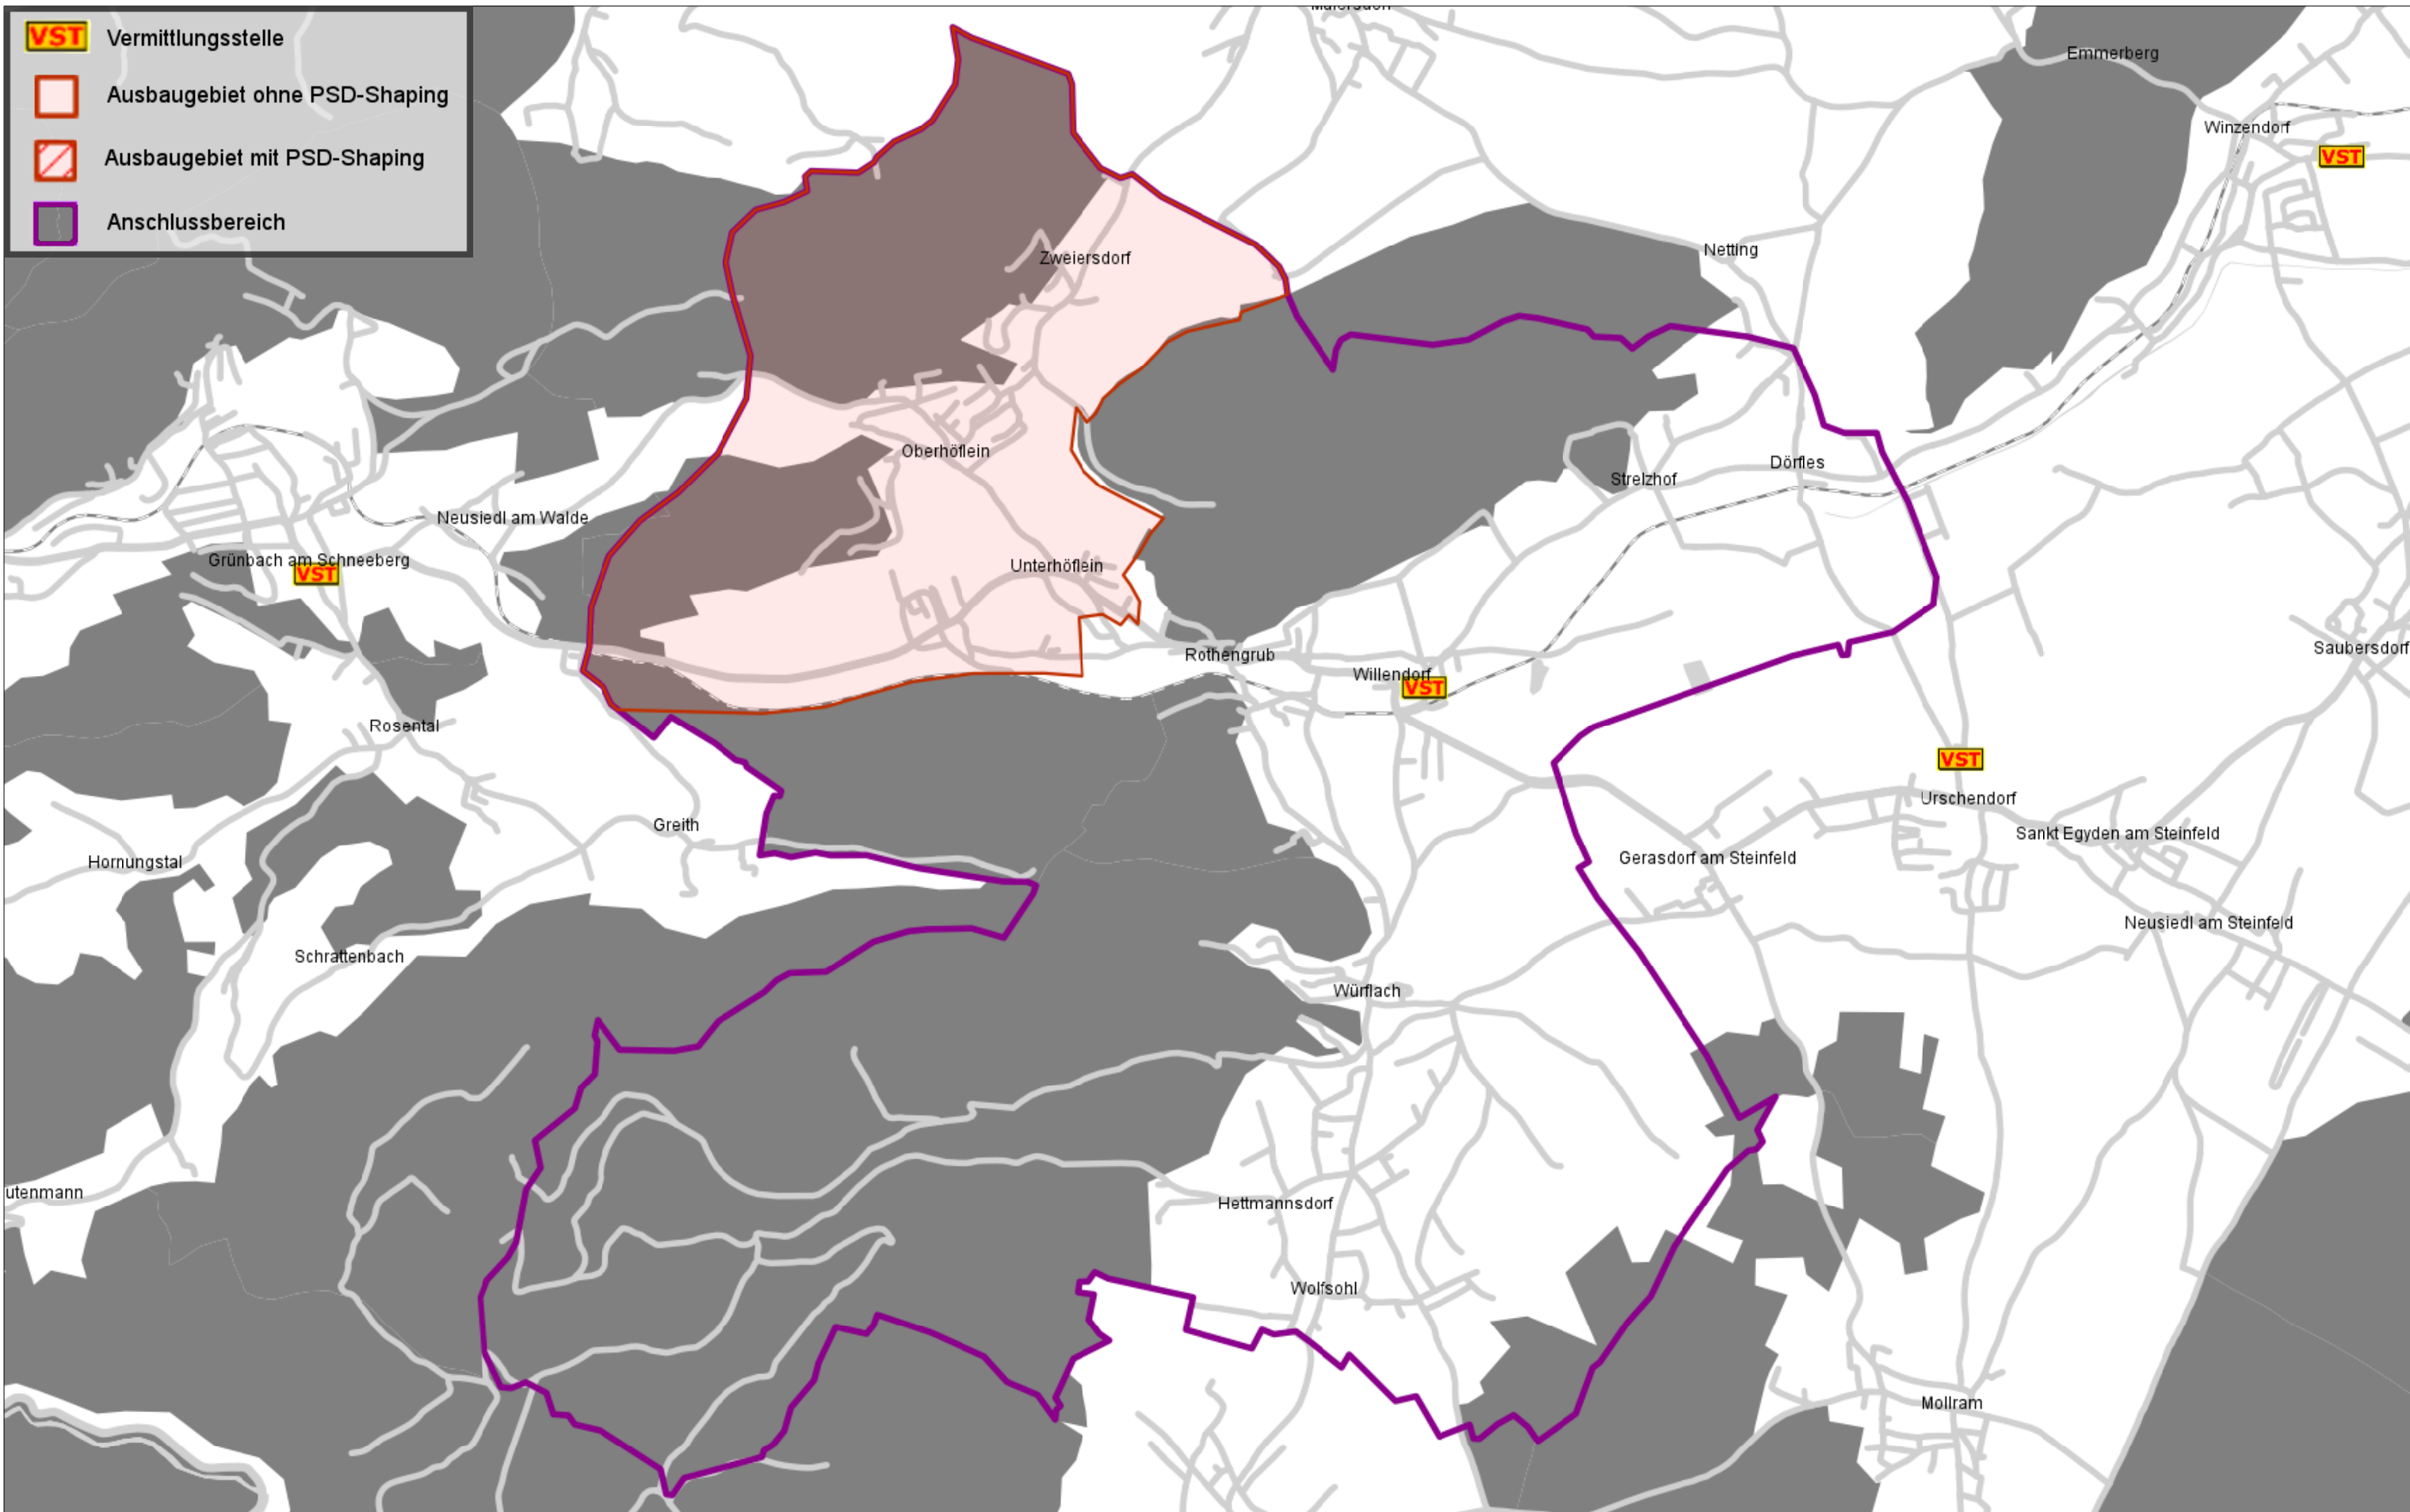 VST Vermittlungsstelle
Ausbaugebiet ohne PSD-Shaping
Ausbaugebiet mit PSD-Shaping
Anschlussbereich
Emmerberg
Winzendorf
VST
Netting
Zweiersdorf
Oberhöflein
Dörfles
Strelzhof
Neusiedl am Walde
Grünbach am Schneeberg
VST
Unterhöflein
Saubersdorf
Rothengrub
Willendorf
VST
Rosental
VST
Urschendorf
Greith
Sankt Egyden am Steinfeld
Hornungstal
Gerasdorf am Steinfeld
Neusiedl am Steinfeld
Schrattenbach
Würflach
utenmann
Hettmannsdorf
Wolfsohl
Mollram